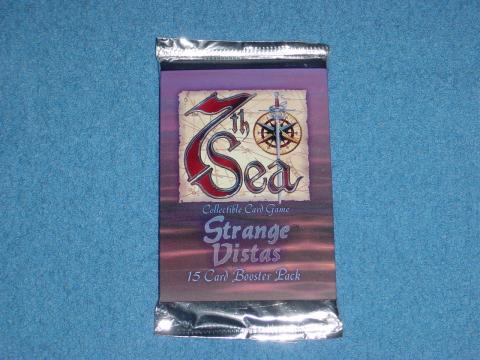 7th
Sea
Collectible Card Game
Strange
Vistas
15 Card Booster Pack